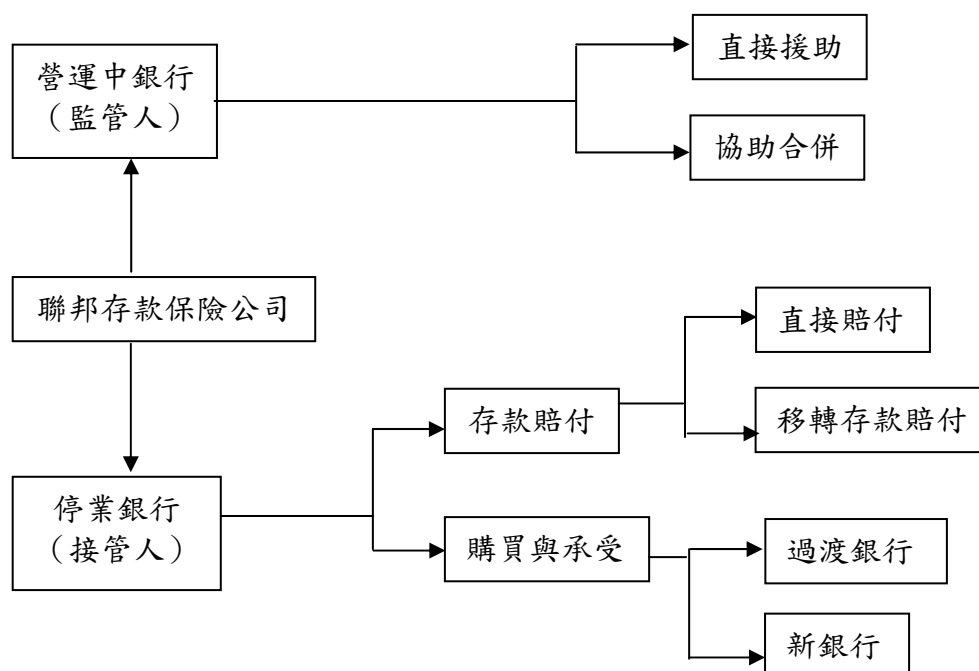 直接援助
營運中銀行
（監管人）
協助合併
聯邦存款保險公司
直接賠付
存款賠付
移轉存款賠付
停業銀行
（接管人）
購買與承受
過渡銀行
新銀行